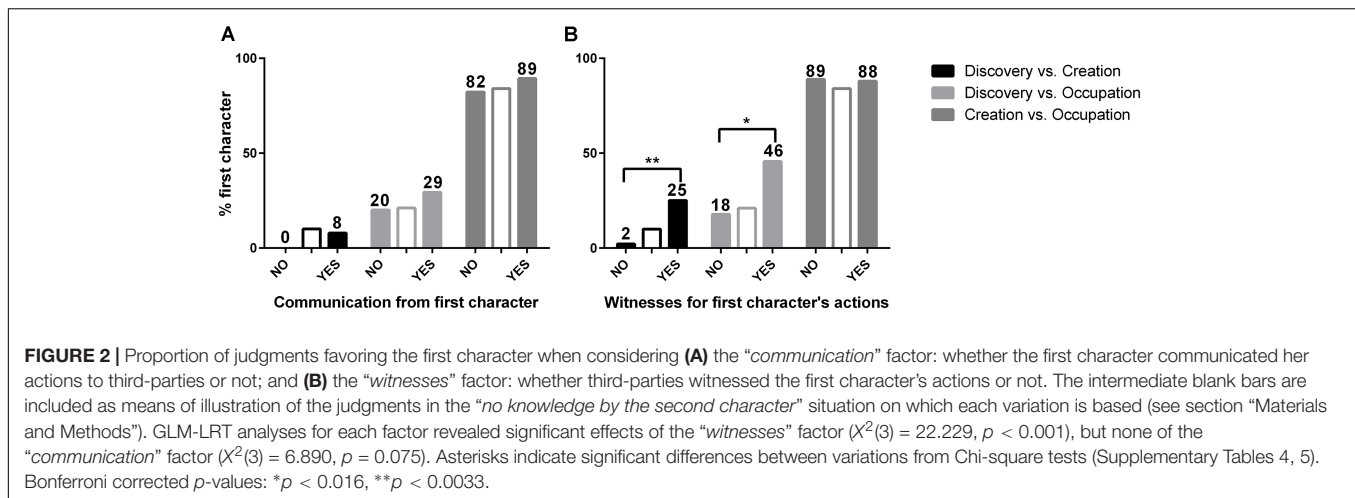 A
B
% first character
100
50
0
0
8
20
29
82
89
NO
YES
NO
YES
NO
YES
Communication from first character
100
50
0
**
*
2
25
18
46
89
88
NO
YES
NO
YES
NO
YES
Witnesses for first character's actions
Discovery vs. Creation
Discovery vs. Occupation
Creation vs. Occupation
FIGURE 2 | Proportion of judgments favoring the first character when considering (A) the “communication” factor: whether the first character communicated her
actions to third-parties or not; and (B) the “witnesses” factor: whether third-parties witnessed the first character’s actions or not. The intermediate blank bars are
included as means of illustration of the judgments in the “no knowledge by the second character” situation on which each variation is based (see section “Materials
and Methods”). GLM-LRT analyses for each factor revealed significant effects of the “witnesses” factor (X²(3) = 22.229, p < 0.001), but none of the
“communication” factor (X²(3) = 6.890, p = 0.075). Asterisks indicate significant differences between variations from Chi-square tests (Supplementary Tables 4, 5).
Bonferroni corrected p-values: *p < 0.016, **p < 0.0033.